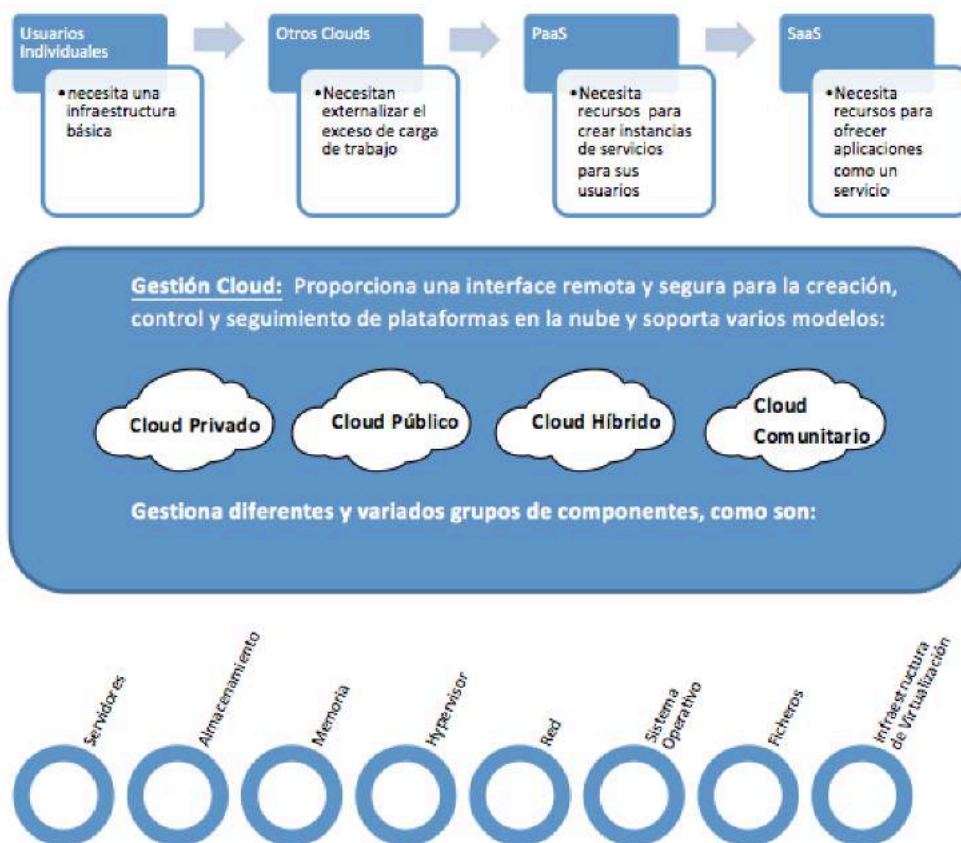 Usuarios
Individuales
•necesita una
infraestructura
básica
Otros Clouds
•Necesitan
externalizar el
exceso de carga
de trabajo
PaaS
•Necesita
recursos para
crear instancias
de servicios
para sus
usuarios
SaaS
•Necesita
recursos para
ofrecer
aplicaciones
como un
servicio
Gestión Cloud: Proporciona una interface remota y segura para la creación,
control y seguimiento de plataformas en la nube y soporta varios modelos:
Cloud Privado
Cloud Público
Cloud Híbrido
Cloud
Comunitario
Gestiona diferentes y variados grupos de componentes, como son:
Servidores
Almacenamiento
Memoria
Hypervisor
Red
Sistema
Operativo
Ficheros
Infraestructura
de Virtualización